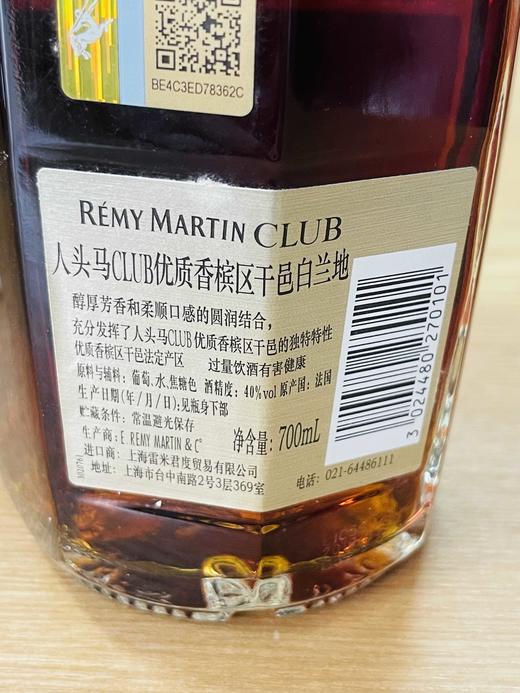 BE4C3ED78362C
RÉMY MARTIN CLUB
人头马CLUB优质香槟区干邑白兰地
醇厚芳香和柔顺口感的圆润结合，
充分发挥了人头马CLUB 优质香槟区干邑的独特特性
优质香槟区干邑法定产区 过量饮酒有害健康
原料与辅料: 葡萄、水、焦糖色 酒精度: 40%vol 原产国: 法国
生产日期(年/月/日): 见瓶身下部
贮藏条件: 常温避光保存
生产商: E. REMY MARTIN & C° 净含量: 700mL
进口商: 上海雷米君度贸易有限公司
地址: 上海市台中南路2号3层369室 电话: 021-64486111
3 024480 270101